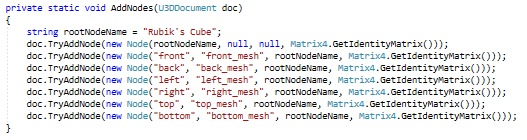 private static void AddNodes(U3DDocument doc)
{
string rootNodeName = "Rubik's Cube";
doc.TryAddNode(new Node(rootNodeName, null, null, Matrix4.GetIdentityMatrix()));
doc.TryAddNode(new Node("front", "front_mesh", rootNodeName, Matrix4.GetIdentityMatrix()));
doc.TryAddNode(new Node("back", "back_mesh", rootNodeName, Matrix4.GetIdentityMatrix()));
doc.TryAddNode(new Node("left", "left_mesh", rootNodeName, Matrix4.GetIdentityMatrix()));
doc.TryAddNode(new Node("right", "right_mesh", rootNodeName, Matrix4.GetIdentityMatrix()));
doc.TryAddNode(new Node("top", "top_mesh", rootNodeName, Matrix4.GetIdentityMatrix()));
doc.TryAddNode(new Node("bottom", "bottom_mesh", rootNodeName, Matrix4.GetIdentityMatrix()));
}